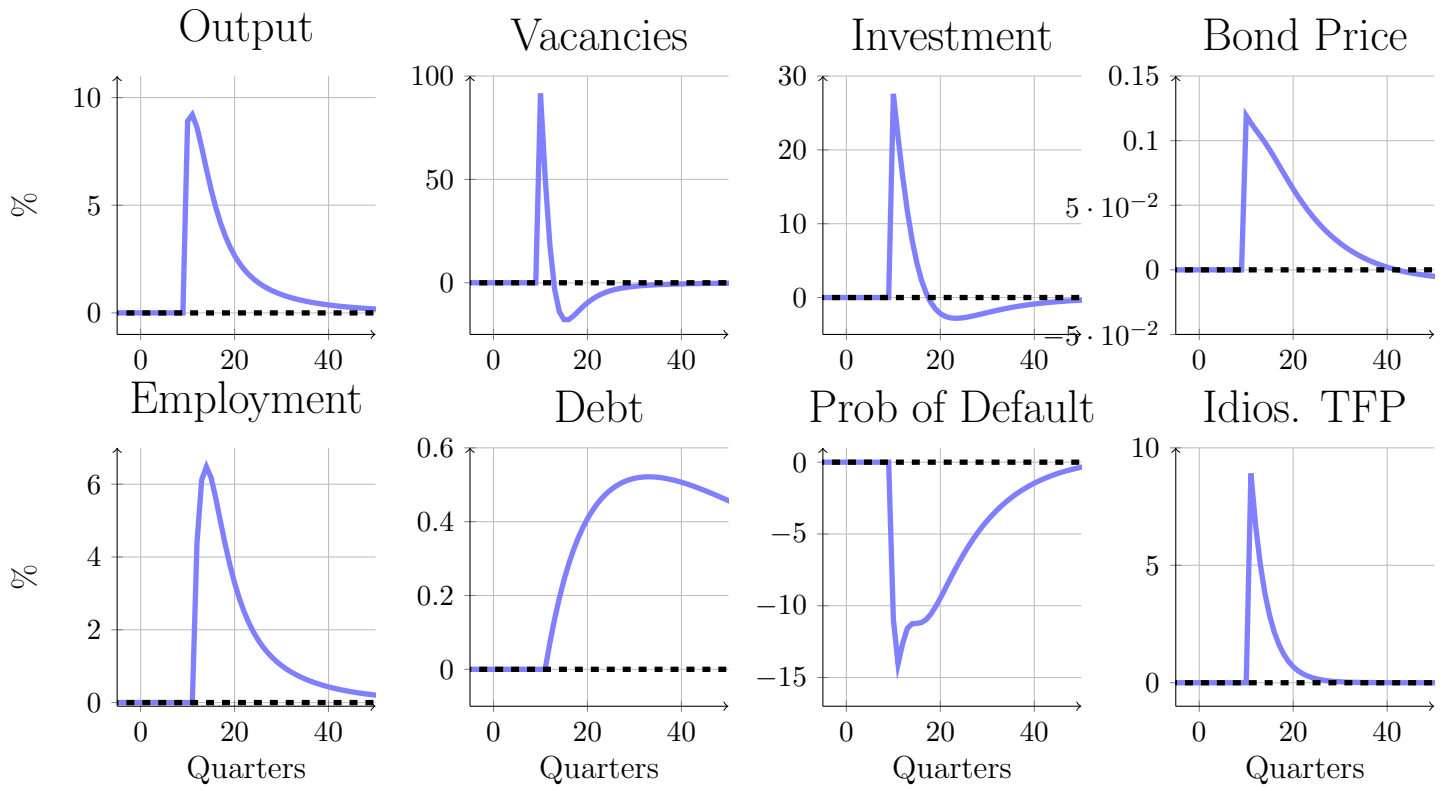 Output
10
5
0
%
0 20 40
Vacancies
100
50
0
0 20 40
Investment
30
20
10
0
0 20 40
Bond Price
0.15
0.1
5 · 10⁻²
0
−5 · 10⁻²
0 20 40
Employment
6
4
2
0
%
0 20 40
Quarters
Debt
0.6
0.4
0.2
0
0 20 40
Quarters
Prob of Default
0
−5
−10
−15
0 20 40
Quarters
Idios. TFP
10
5
0
0 20 40
Quarters